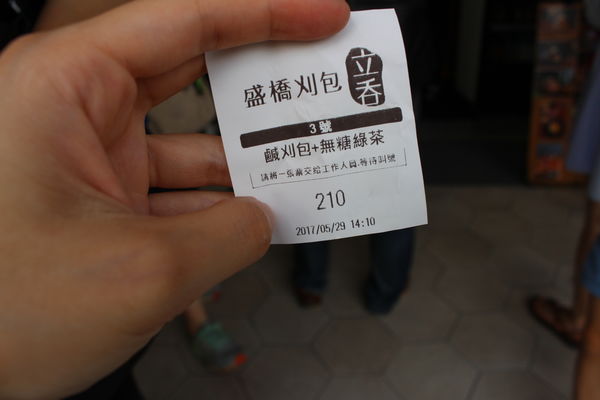 盛橋刈包 立吞
3號
鹹刈包+無糖綠茶
請將一張票交給工作人員,等待叫號
210
2017/05/29 14:10